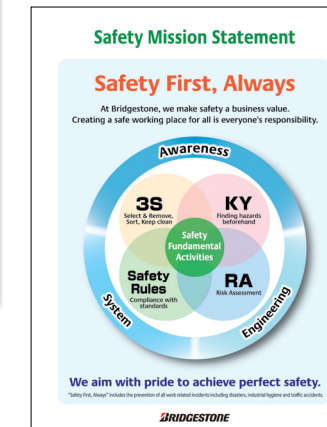 Safety Mission Statement
Safety First, Always
At Bridgestone, we make safety a business value.
Creating a safe working place for all is everyone's responsibility.
Awareness
3S
Select & Remove,
Sort, Keep clean
KY
Finding hazards
beforehand
Safety
Fundamental
Activities
Safety
Rules
Compliance with
standards
RA
Risk Assessment
System
Engineering
We aim with pride to achieve perfect safety.
"Safety First, Always" includes the prevention of all work related incidents including disasters, industrial hygiene and traffic accidents.
BRIDGESTONE